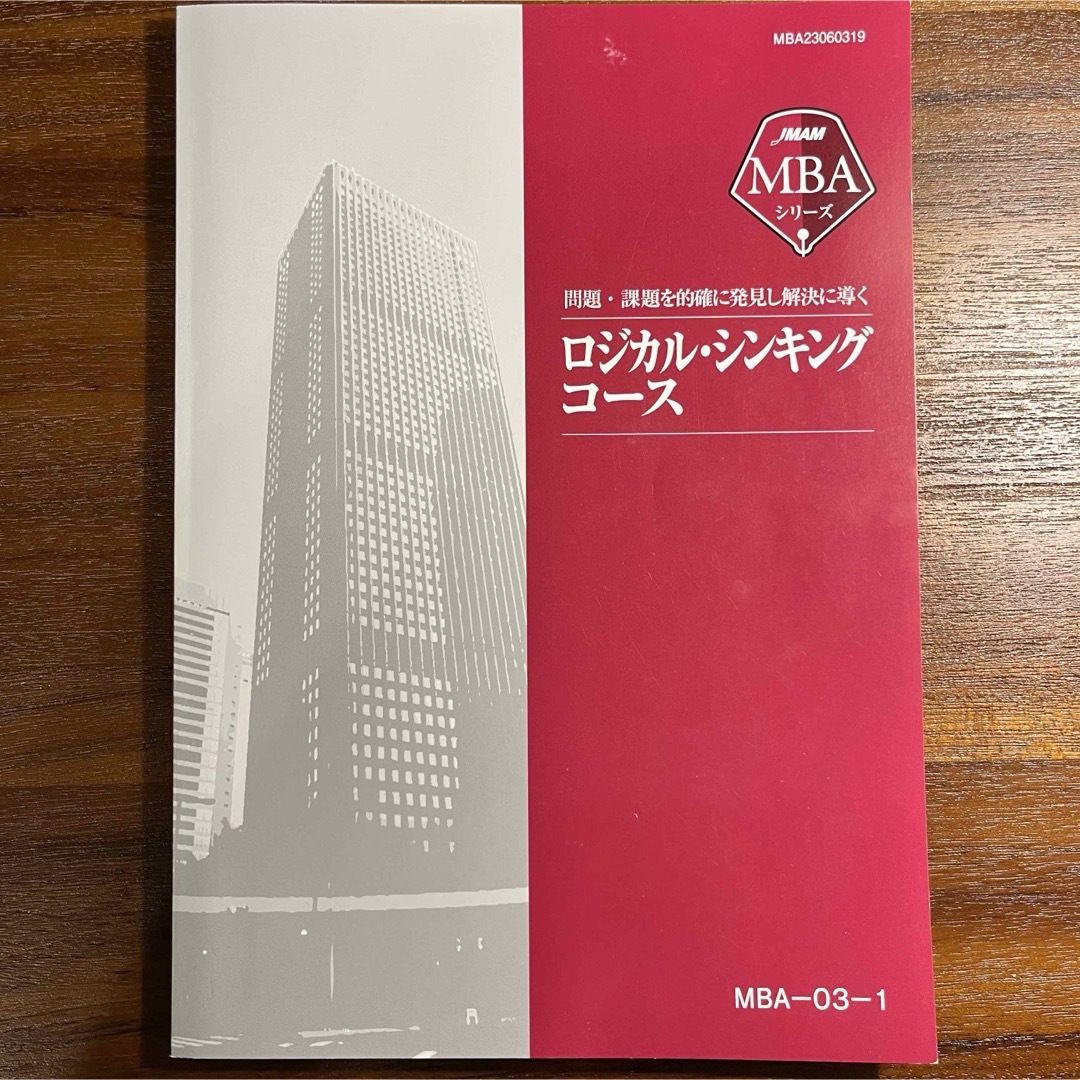 MBA23060319
JMAM
MBA
シリーズ
問題・課題を的確に発見し解決に導く
ロジカル・シンキング
コース
MBA−03−1